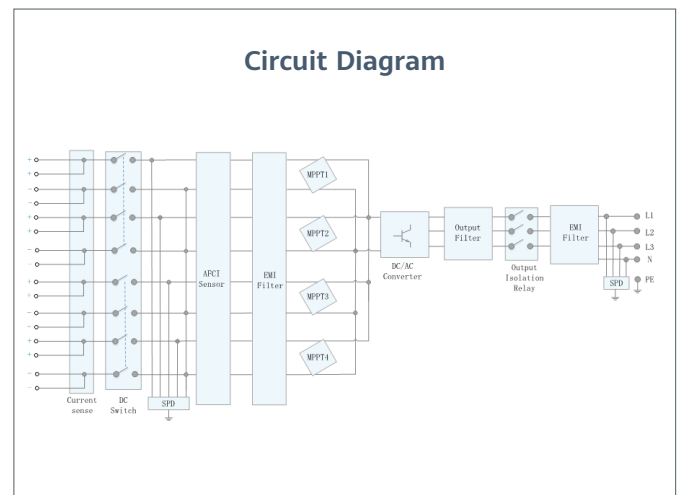 Circuit Diagram
+
+
-
-
+
+
-
-
+
+
-
-
+
+
-
-
Current
sense
DC
Switch
SPD
AFCI
Sensor
EMI
Filter
MPPT1
MPPT2
MPPT3
MPPT4
DC/AC
Converter
Output
Filter
Output
Isolation
Relay
EMI
Filter
SPD
L1
L2
L3
N
PE